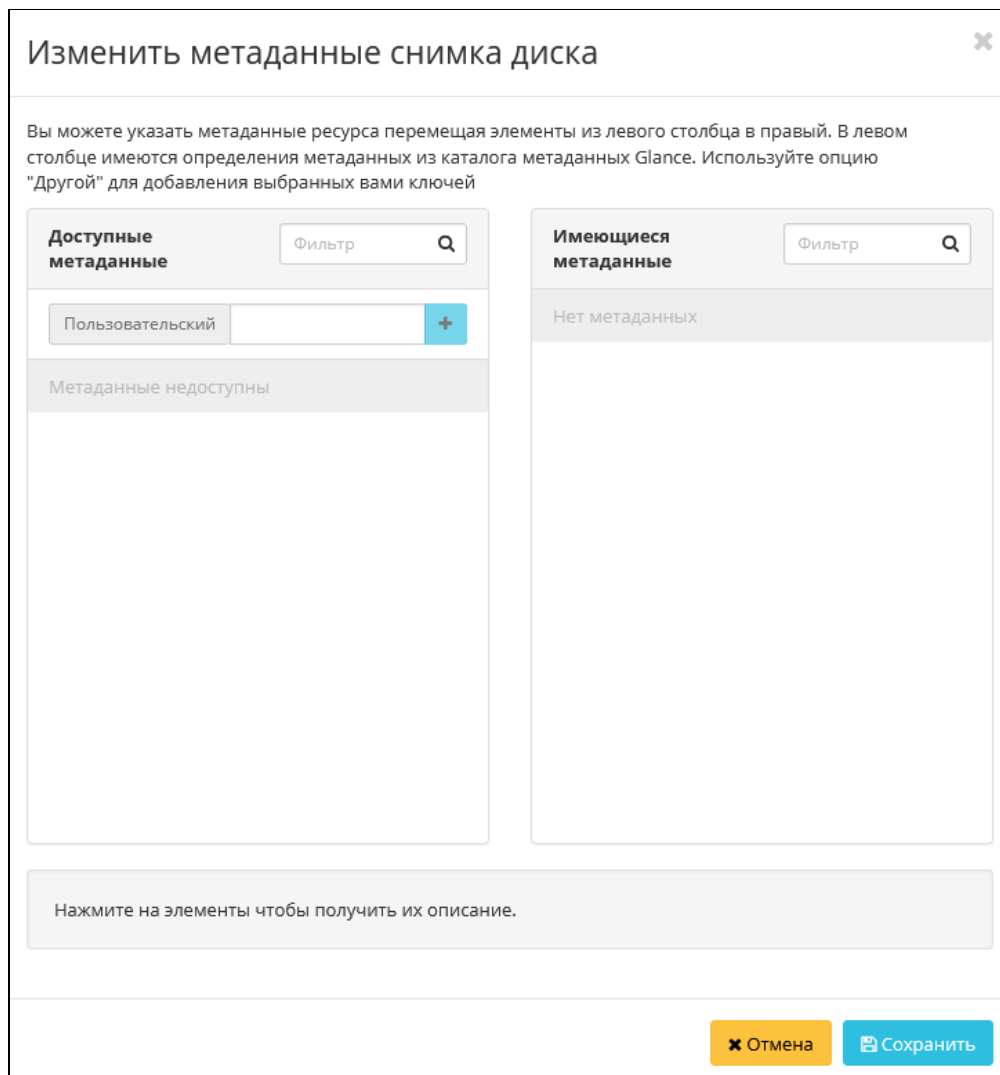 Изменить метаданные снимка диска
Вы можете указать метаданные ресурса перемещая элементы из левого столбца в правый. В левом
столбце имеются определения метаданных из каталога метаданных Glance. Используйте опцию
"Другой" для добавления выбранных вами ключей
Доступные
метаданные
Фильтр
Пользовательский
Метаданные недоступны
Имеющиеся
метаданные
Фильтр
Нет метаданных
Нажмите на элементы чтобы получить их описание.
Отмена
Сохранить